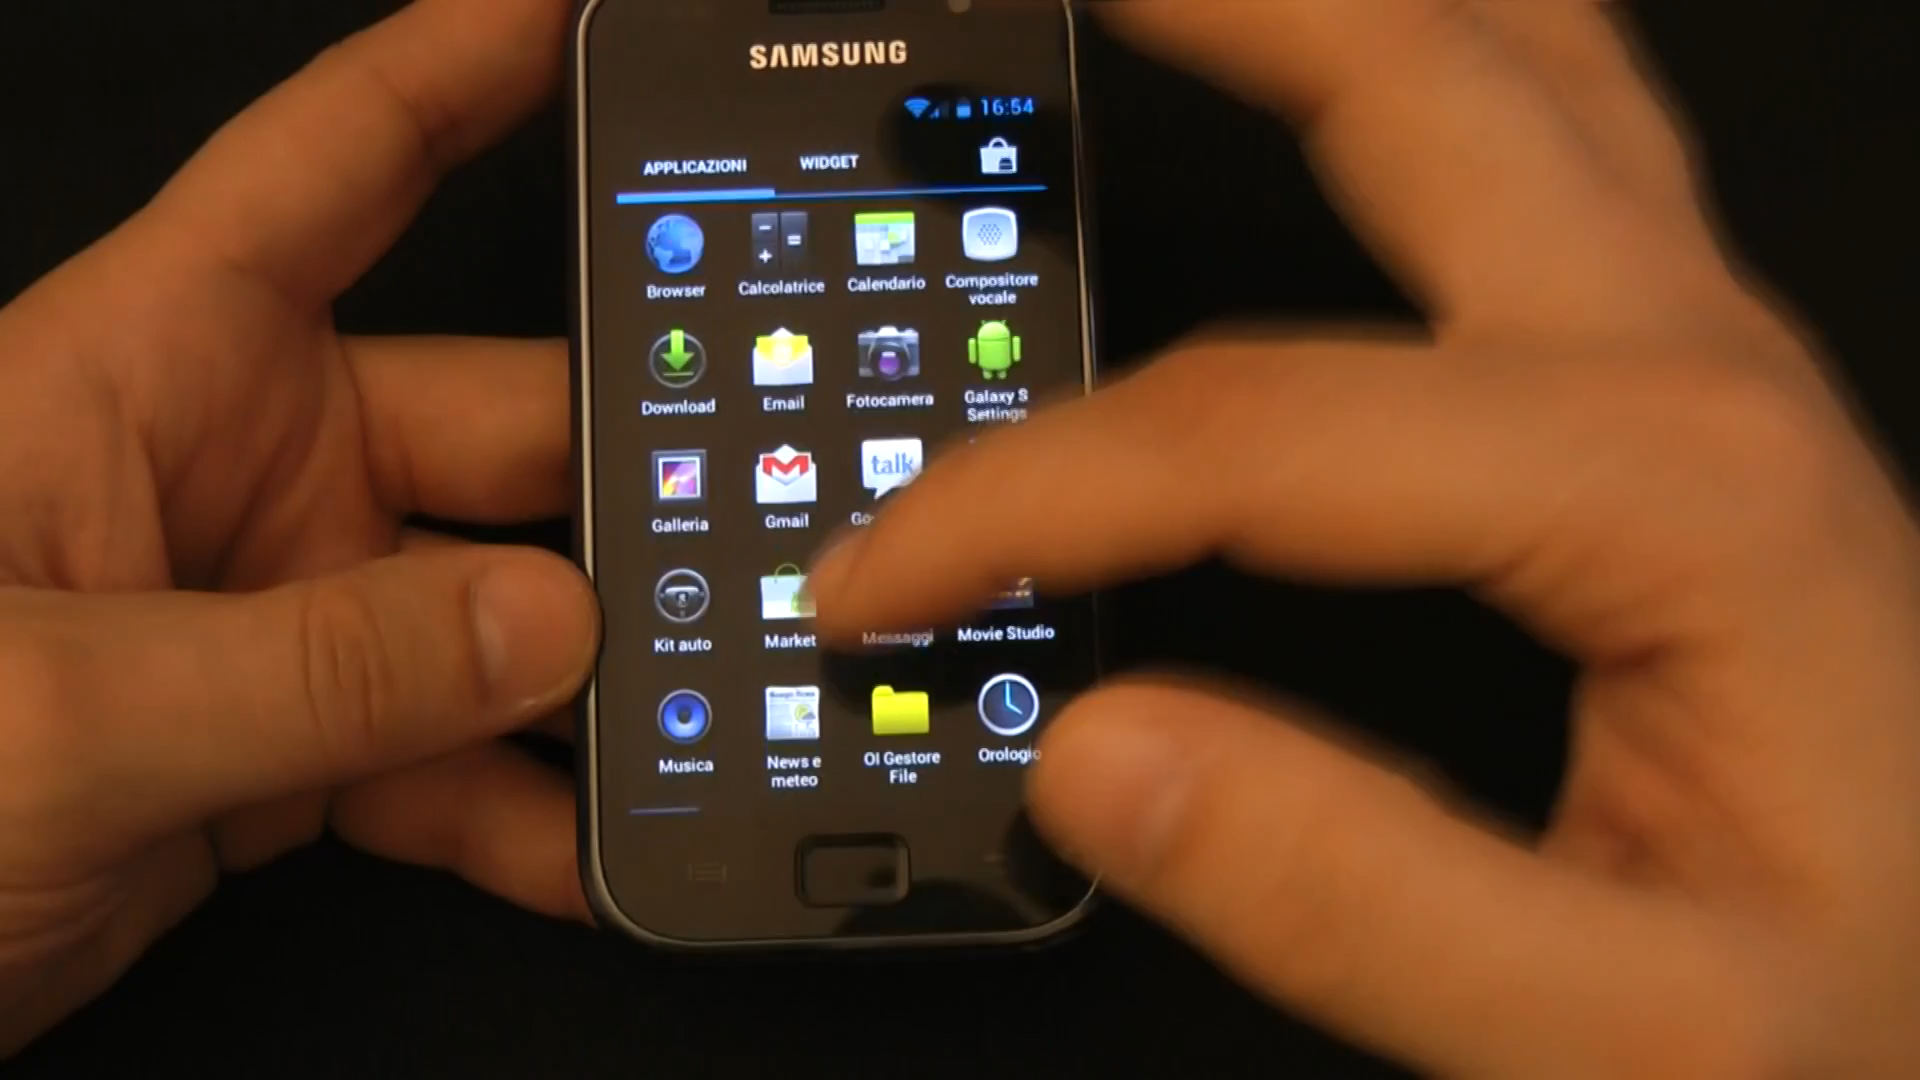 SAMSUNG
16:54
APPLICAZIONI
WIDGET
Browser
Calcolatrice
Calendario
Compositore
vocale
Download
Email
Fotocamera
Galaxy S
Settings
talk
Galleria
Gmail
Go
Kit auto
Market
Messaggi
Movie Studio
Musica
News e
meteo
OI Gestore
File
Orologio